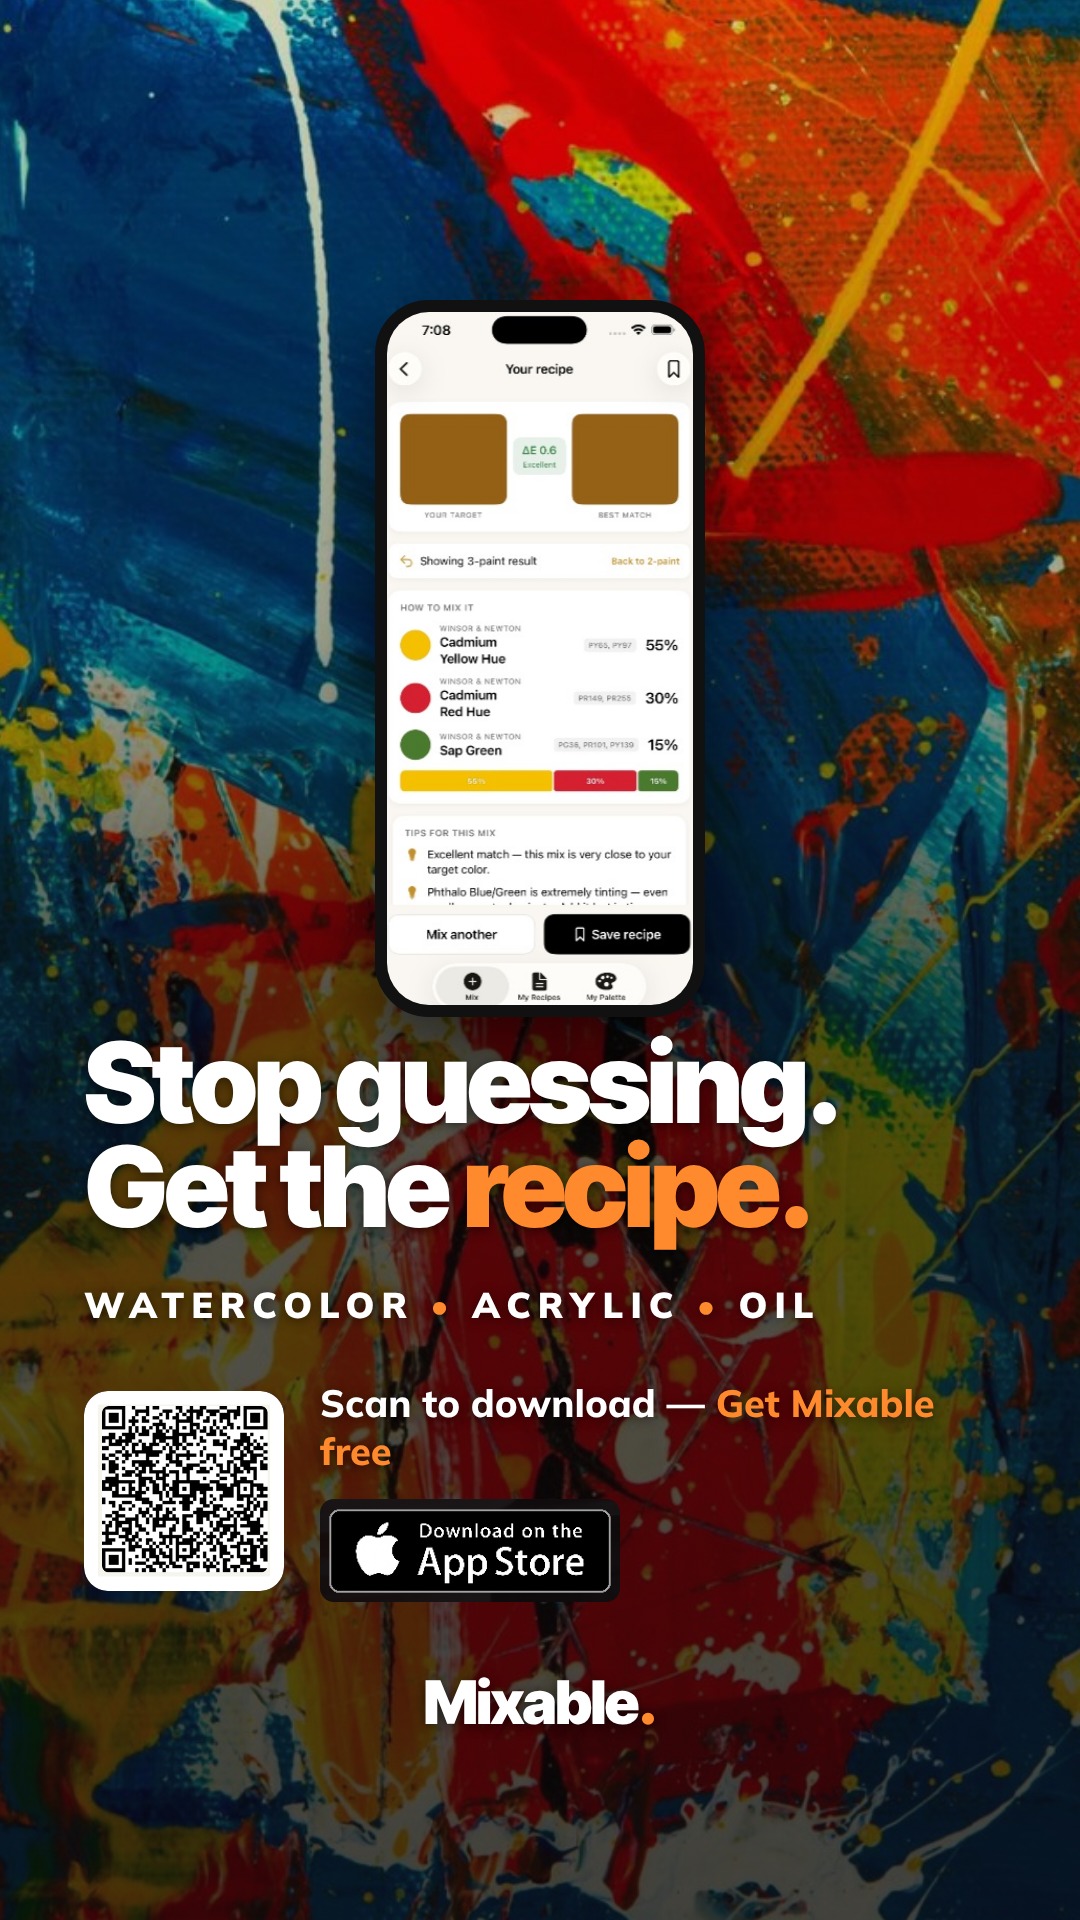 7:08
Your recipe
ΔE 0.6
Excellent
YOUR TARGET
BEST MATCH
Showing 3-paint result
Back to 2-paint
HOW TO MIX IT
WINSOR & NEWTON
Cadmium
Yellow Hue
PY65, PY97
55%
WINSOR & NEWTON
Cadmium
Red Hue
PR149, PR255
30%
WINSOR & NEWTON
Sap Green
PG36, PR101, PY139
15%
55%
30%
15%
TIPS FOR THIS MIX
Excellent match — this mix is very close to your
target color.
Phthalo Blue/Green is extremely tinting — even
Mix another
Save recipe
Mix
My Recipes
My Palette
Stop guessing.
Get the recipe.
WATERCOLOR • ACRYLIC • OIL
Scan to download — Get Mixable
free
Download on the
App Store
Mixable.